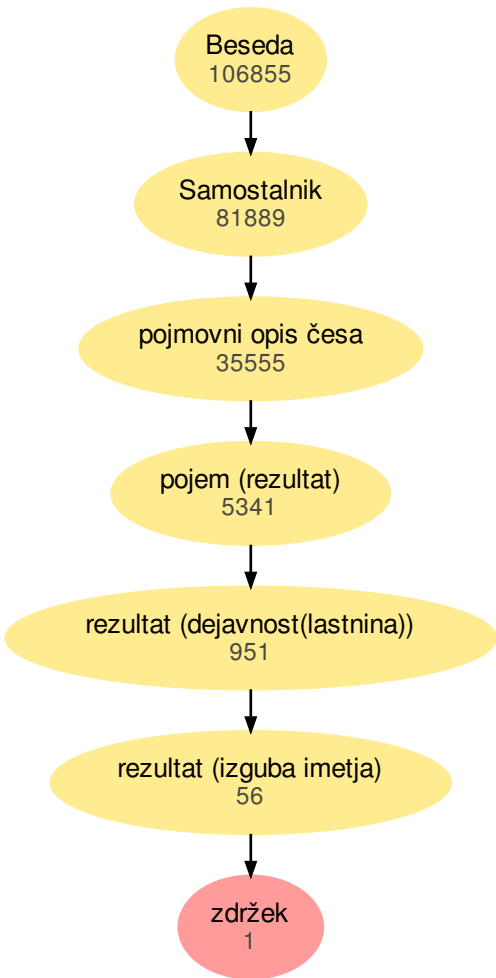 Beseda
106855
Samostalnik
81889
pojmovni opis česa
35555
pojem (rezultat)
5341
rezultat (dejavnost(lastnina))
951
rezultat (izguba imetja)
56
zdržek
1